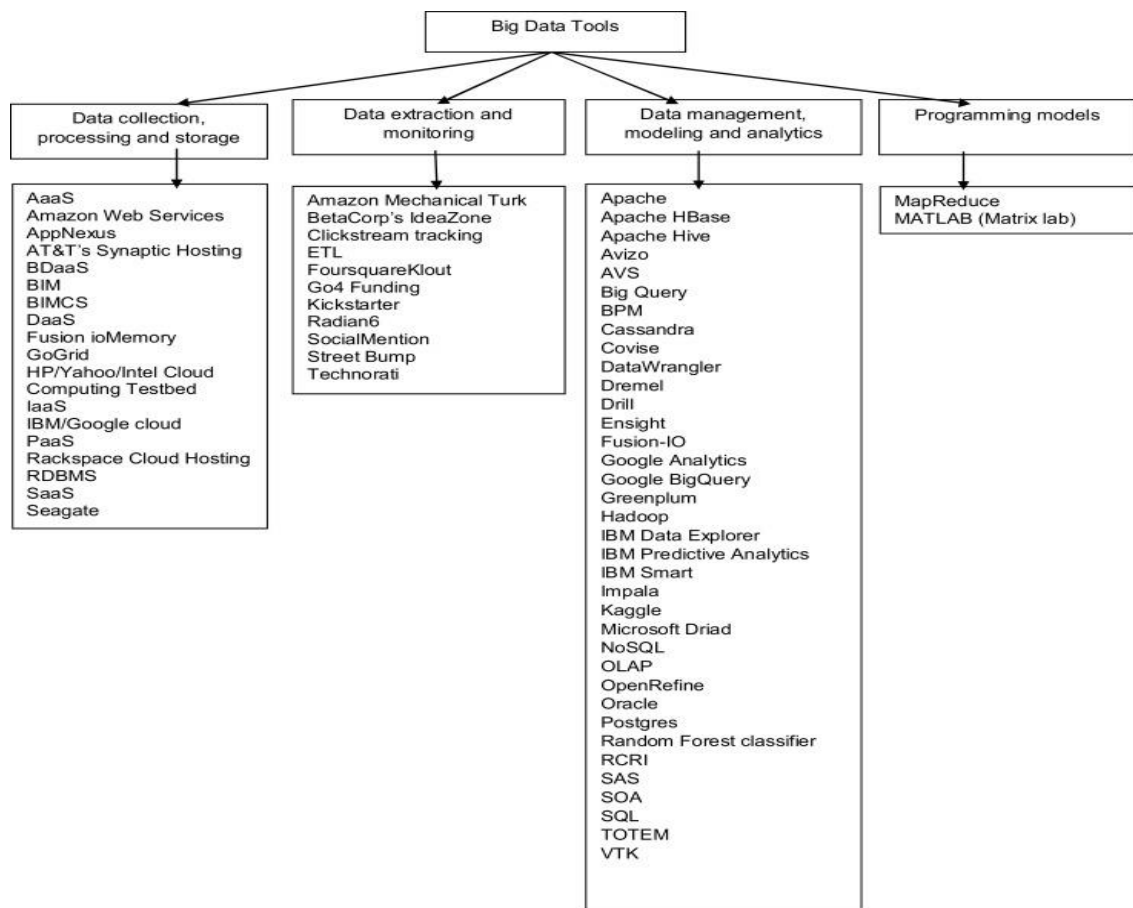 Big Data Tools
Data collection,
processing and storage
Data extraction and
monitoring
Data management,
modeling and analytics
Programming models
AaaS
Amazon Web Services
AppNexus
AT&T's Synaptic Hosting
BDaaS
BIM
BIMCS
DaaS
Fusion ioMemory
GoGrid
HP/Yahoo/Intel Cloud
Computing Testbed
IaaS
IBM/Google cloud
PaaS
Rackspace Cloud Hosting
RDBMS
SaaS
Seagate
Amazon Mechanical Turk
BetaCorp's IdeaZone
Clickstream tracking
ETL
FoursquareKlout
Go4 Funding
Kickstarter
Radian6
SocialMention
Street Bump
Technorati
Apache
Apache HBase
Apache Hive
Avizo
AVS
Big Query
BPM
Cassandra
Covise
DataWrangler
Dremel
Drill
Ensight
Fusion-IO
Google Analytics
Google BigQuery
Greenplum
Hadoop
IBM Data Explorer
IBM Predictive Analytics
IBM Smart
Impala
Kaggle
Microsoft Driad
NoSQL
OLAP
OpenRefine
Oracle
Postgres
Random Forest classifier
RCRI
SAS
SOA
SQL
TOTEM
VTK
MapReduce
MATLAB (Matrix lab)